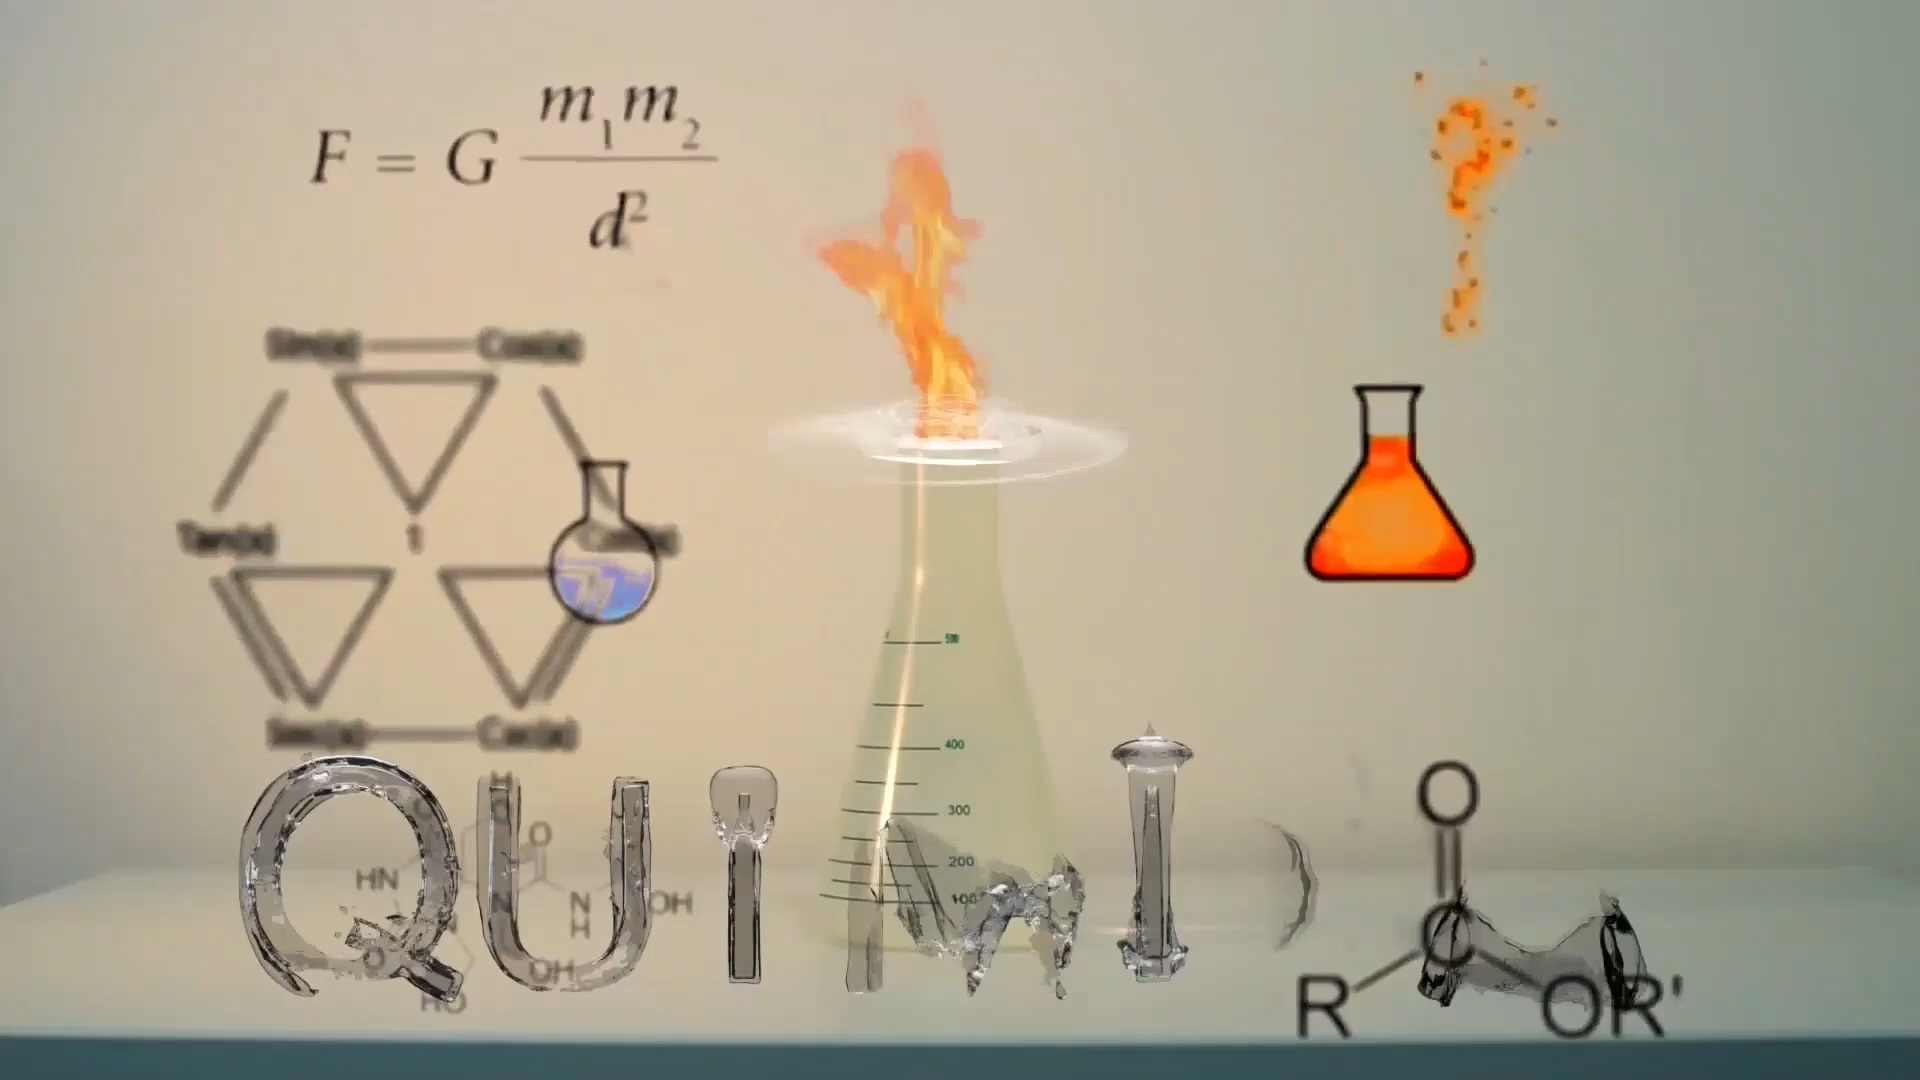 F = G m₁m₂
d²
Sin(x) Cos(x)
Tan(x) 1
Sec(x) Csc(x)
500
400
300
200
100
QUIMI
H
O
HN
N
N
H
OH
O
OH
HO
O
C
R
OR'